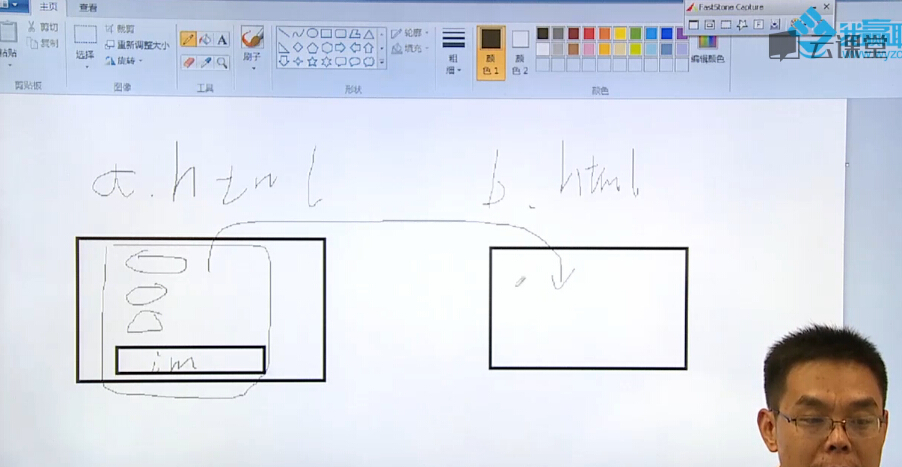 主页 查看
FastStone Capture
剪切
复制
粘贴
剪贴板
选择
裁剪
重新调整大小
旋转
图像
A
工具
刷子
形状
轮廓
填充
粗细
颜色 1
颜色 2
颜色
编辑颜色
云课堂
a.html
b.html
im